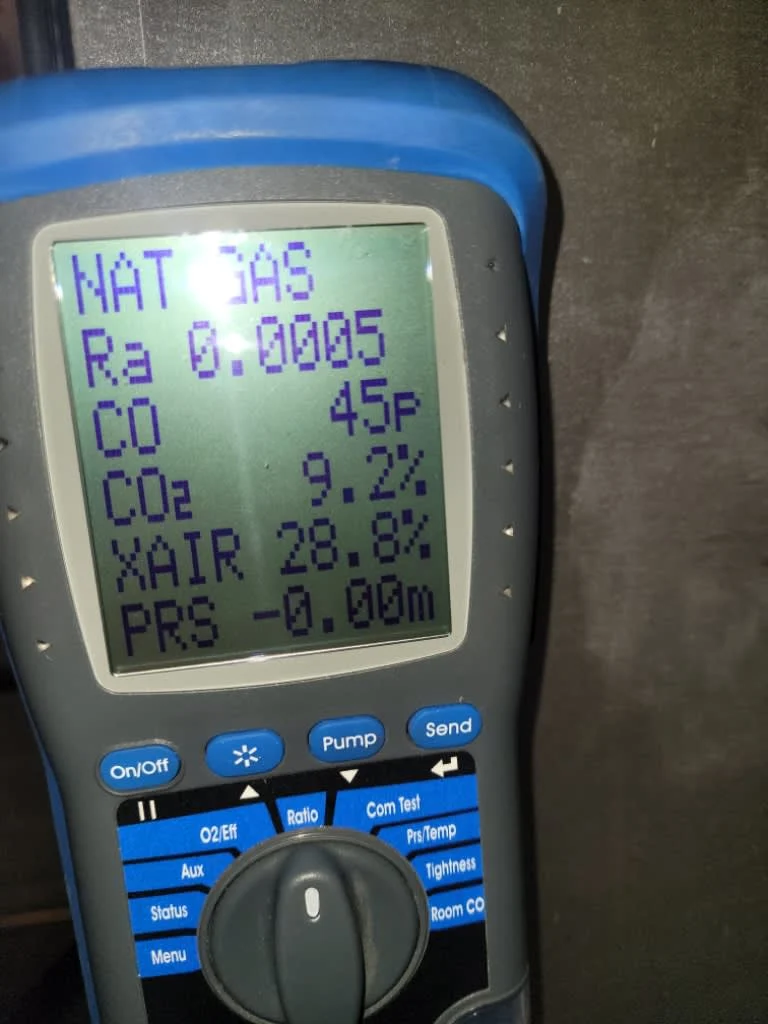 NAT GAS
Ra 0.0005
CO 45p
CO₂ 9.2%
XAIR 28.8%
PRS -0.00m
On/Off
Pump
Send
O2/Eff
Ratio
Com Test
Aux
Prs/Temp
Status
Tightness
Menu
Room CO